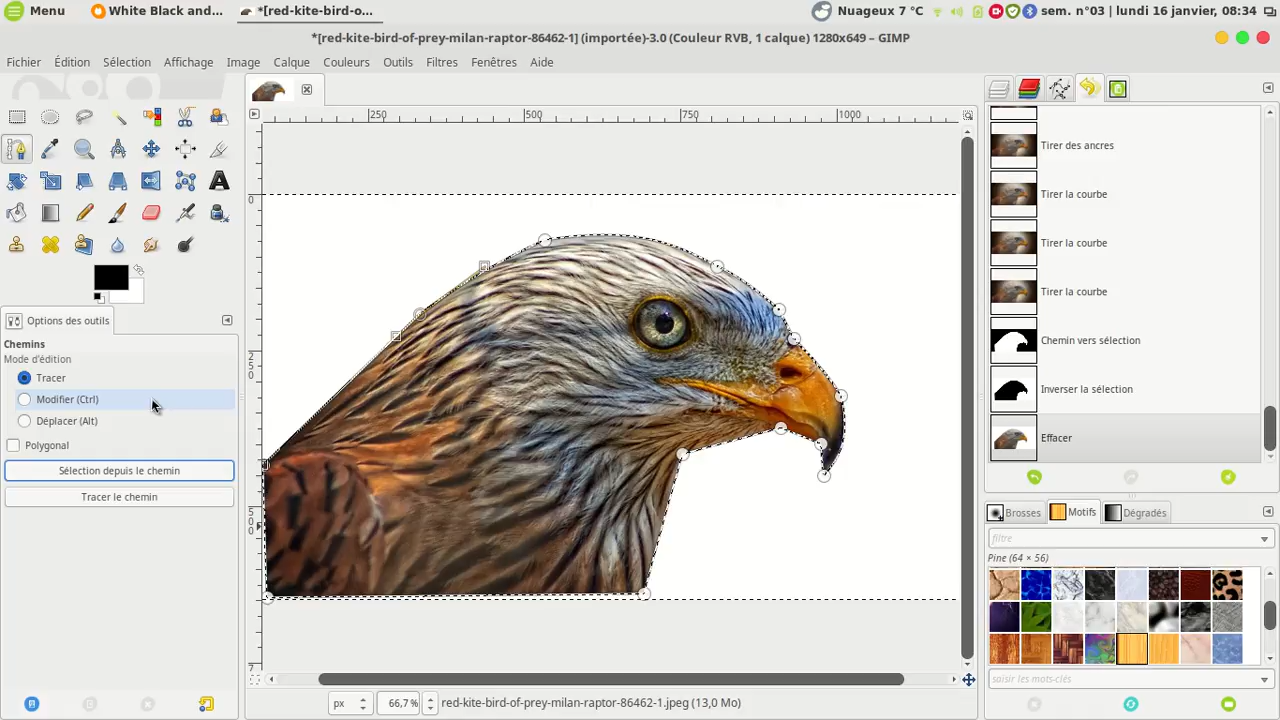 Menu
White Black and...
*[red-kite-bird-o...
Nuageux 7 °C
sem. n°03 | lundi 16 janvier, 08:34
*[red-kite-bird-of-prey-milan-raptor-86462-1] (importée)-3.0 (Couleur RVB, 1 calque) 1280x649 – GIMP
Fichier Édition Sélection Affichage Image Calque Couleurs Outils Filtres Fenêtres Aide
250 500 750 1000
0
250
500
7
Options des outils
Chemins
Mode d'édition
Tracer
Modifier (Ctrl)
Déplacer (Alt)
Polygonal
Sélection depuis le chemin
Tracer le chemin
Tirer des ancres
Tirer la courbe
Tirer la courbe
Tirer la courbe
Chemin vers sélection
Inverser la sélection
Effacer
Brosses Motifs Dégradés
filtre
Pine (64 × 56)
saisir les mots-clés
px
66,7 %
red-kite-bird-of-prey-milan-raptor-86462-1.jpeg (13,0 Mo)